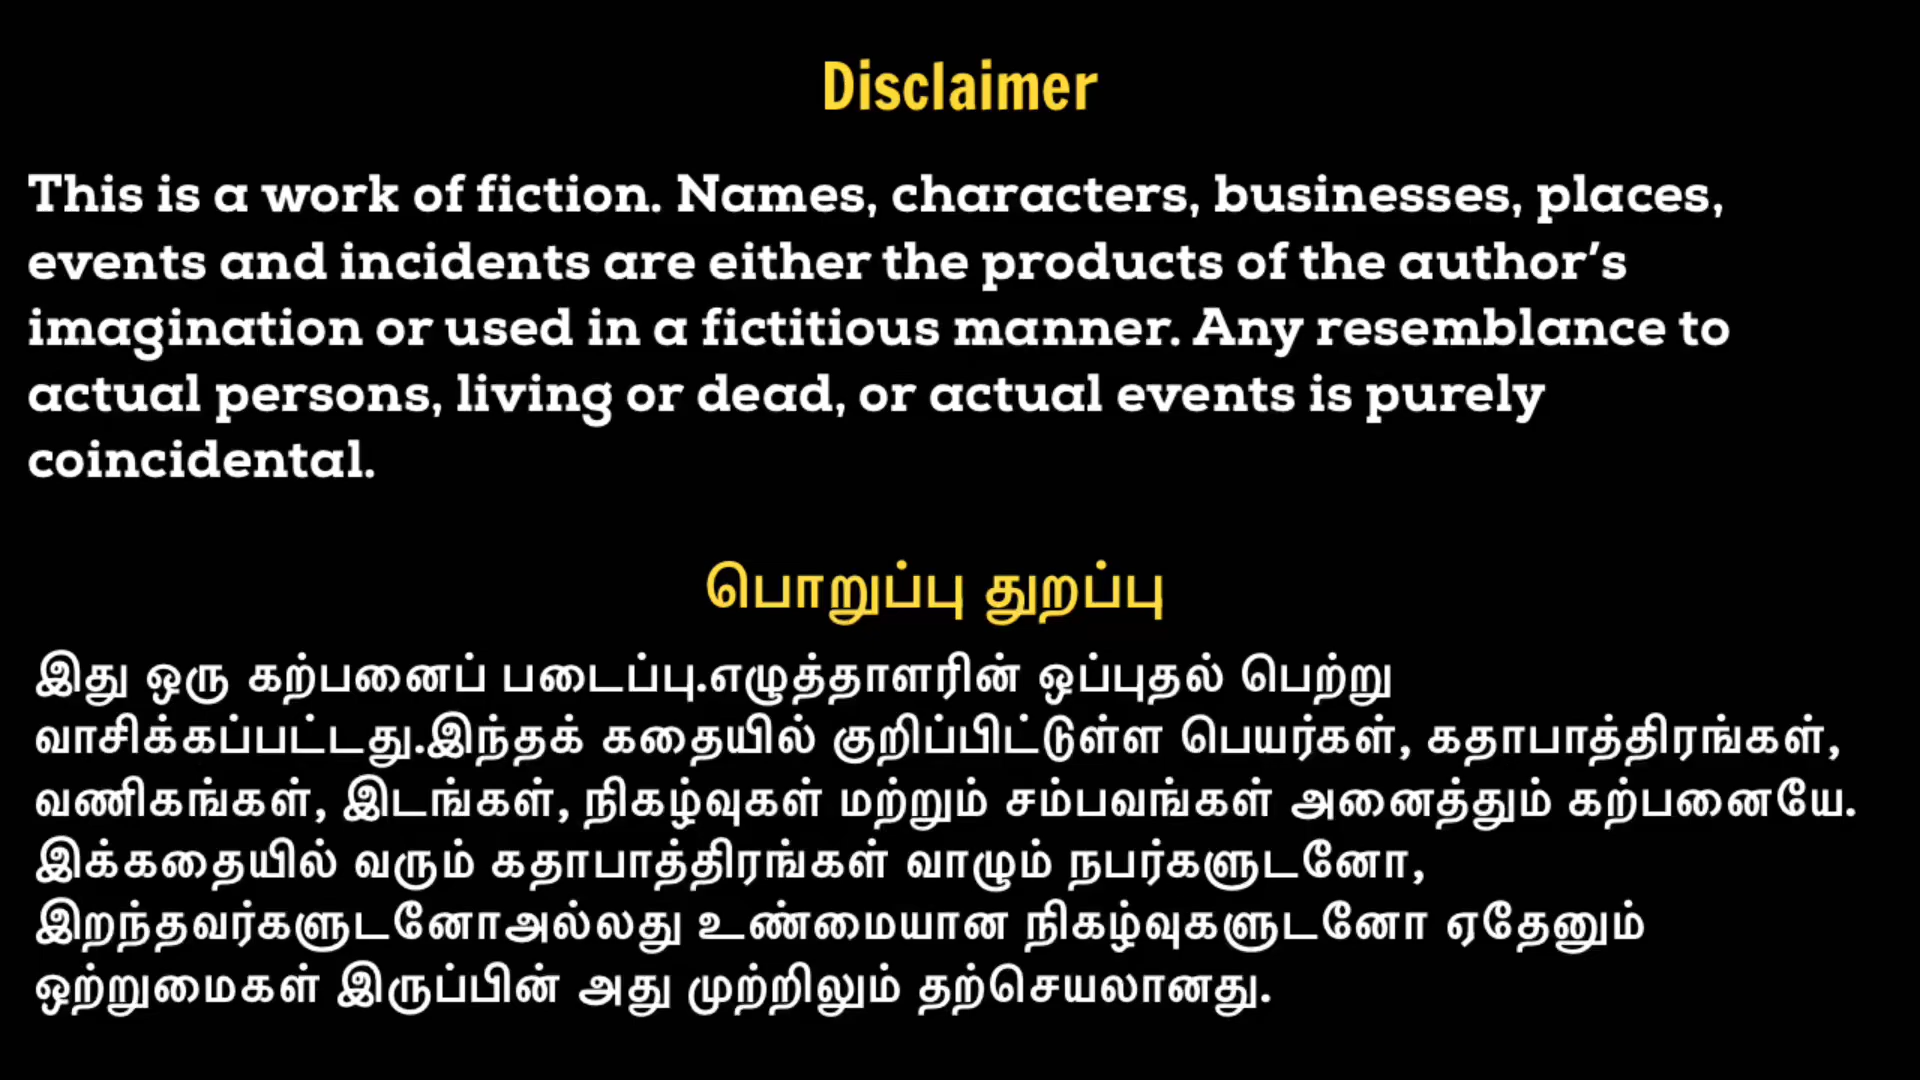 Disclaimer
This is a work of fiction. Names, characters, businesses, places,
events and incidents are either the products of the author’s
imagination or used in a fictitious manner. Any resemblance to
actual persons, living or dead, or actual events is purely
coincidental.
பொறுப்பு துறப்பு
இது ஒரு கற்பனைப் படைப்பு.எழுத்தாளரின் ஒப்புதல் பெற்று
வாசிக்கப்பட்டது.இந்தக் கதையில் குறிப்பிட்டுள்ள பெயர்கள், கதாபாத்திரங்கள்,
வணிகங்கள், இடங்கள், நிகழ்வுகள் மற்றும் சம்பவங்கள் அனைத்தும் கற்பனையே.
இக்கதையில் வரும் கதாபாத்திரங்கள் வாழும் நபர்களுடனோ,
இறந்தவர்களுடனோஅல்லது உண்மையான நிகழ்வுகளுடனோ ஏதேனும்
ஒற்றுமைகள் இருப்பின் அது முற்றிலும் தற்செயலானது.